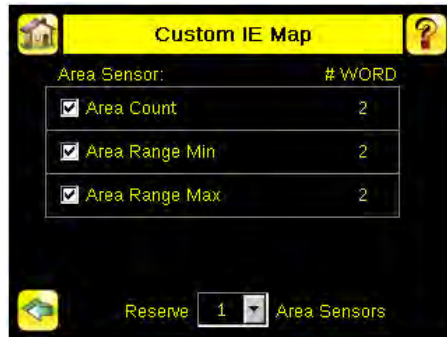 Custom IE Map
?
Area Sensor: # WORD
Area Count 2
Area Range Min 2
Area Range Max 2
Reserve 1 Area Sensors